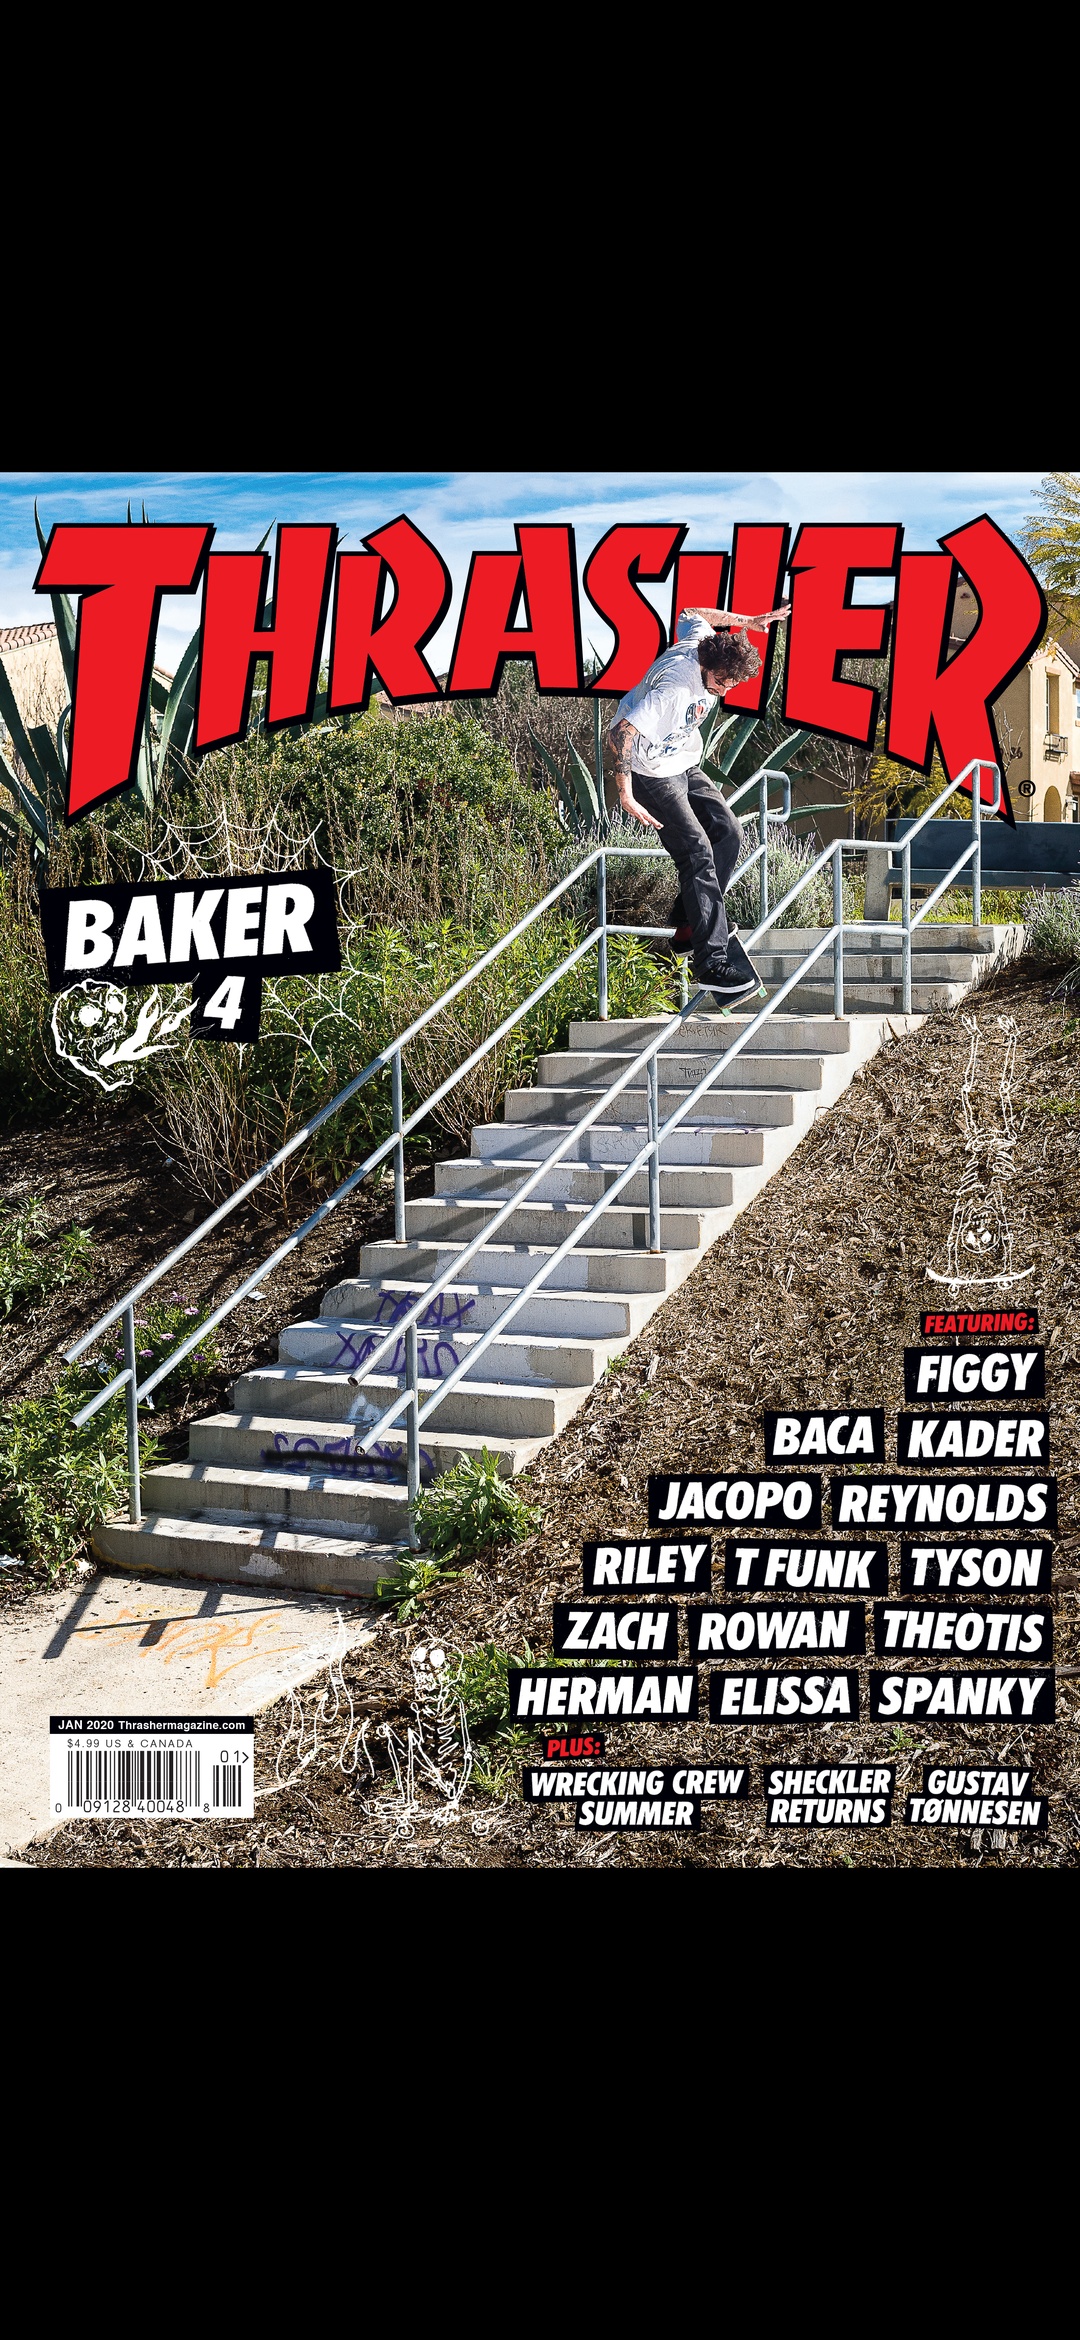 THRASHER®
BAKER
4
FEATURING:
FIGGY
BACA KADER
JACOPO REYNOLDS
RILEY T FUNK TYSON
ZACH ROWAN THEOTIS
HERMAN ELISSA SPANKY
PLUS:
WRECKING CREW
SUMMER
SHECKLER
RETURNS
GUSTAV
TØNNESEN
JAN 2020 Thrashermagazine.com
$4.99 US & CANADA
01>
0 09128 40048 8